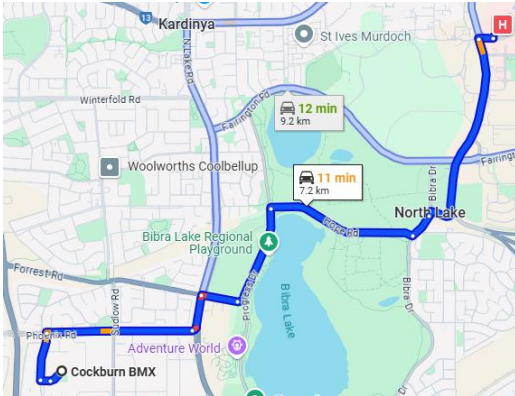 13
Kardinya
N Lake Rd
St Ives Murdoch
H
Winterfold Rd
Farrington Rd
12 min
9.2 km
Woolworths Coolbellup
Farrington
11 min
7.2 km
Bibra Dr
Hope Rd
North Lake
Bibra Lake Regional
Playground
Forrest Rd
Progress Dr
Bibra Lake
Bibra Dr
Sudlow Rd
Phoenix Rd
Adventure World
Cockburn BMX